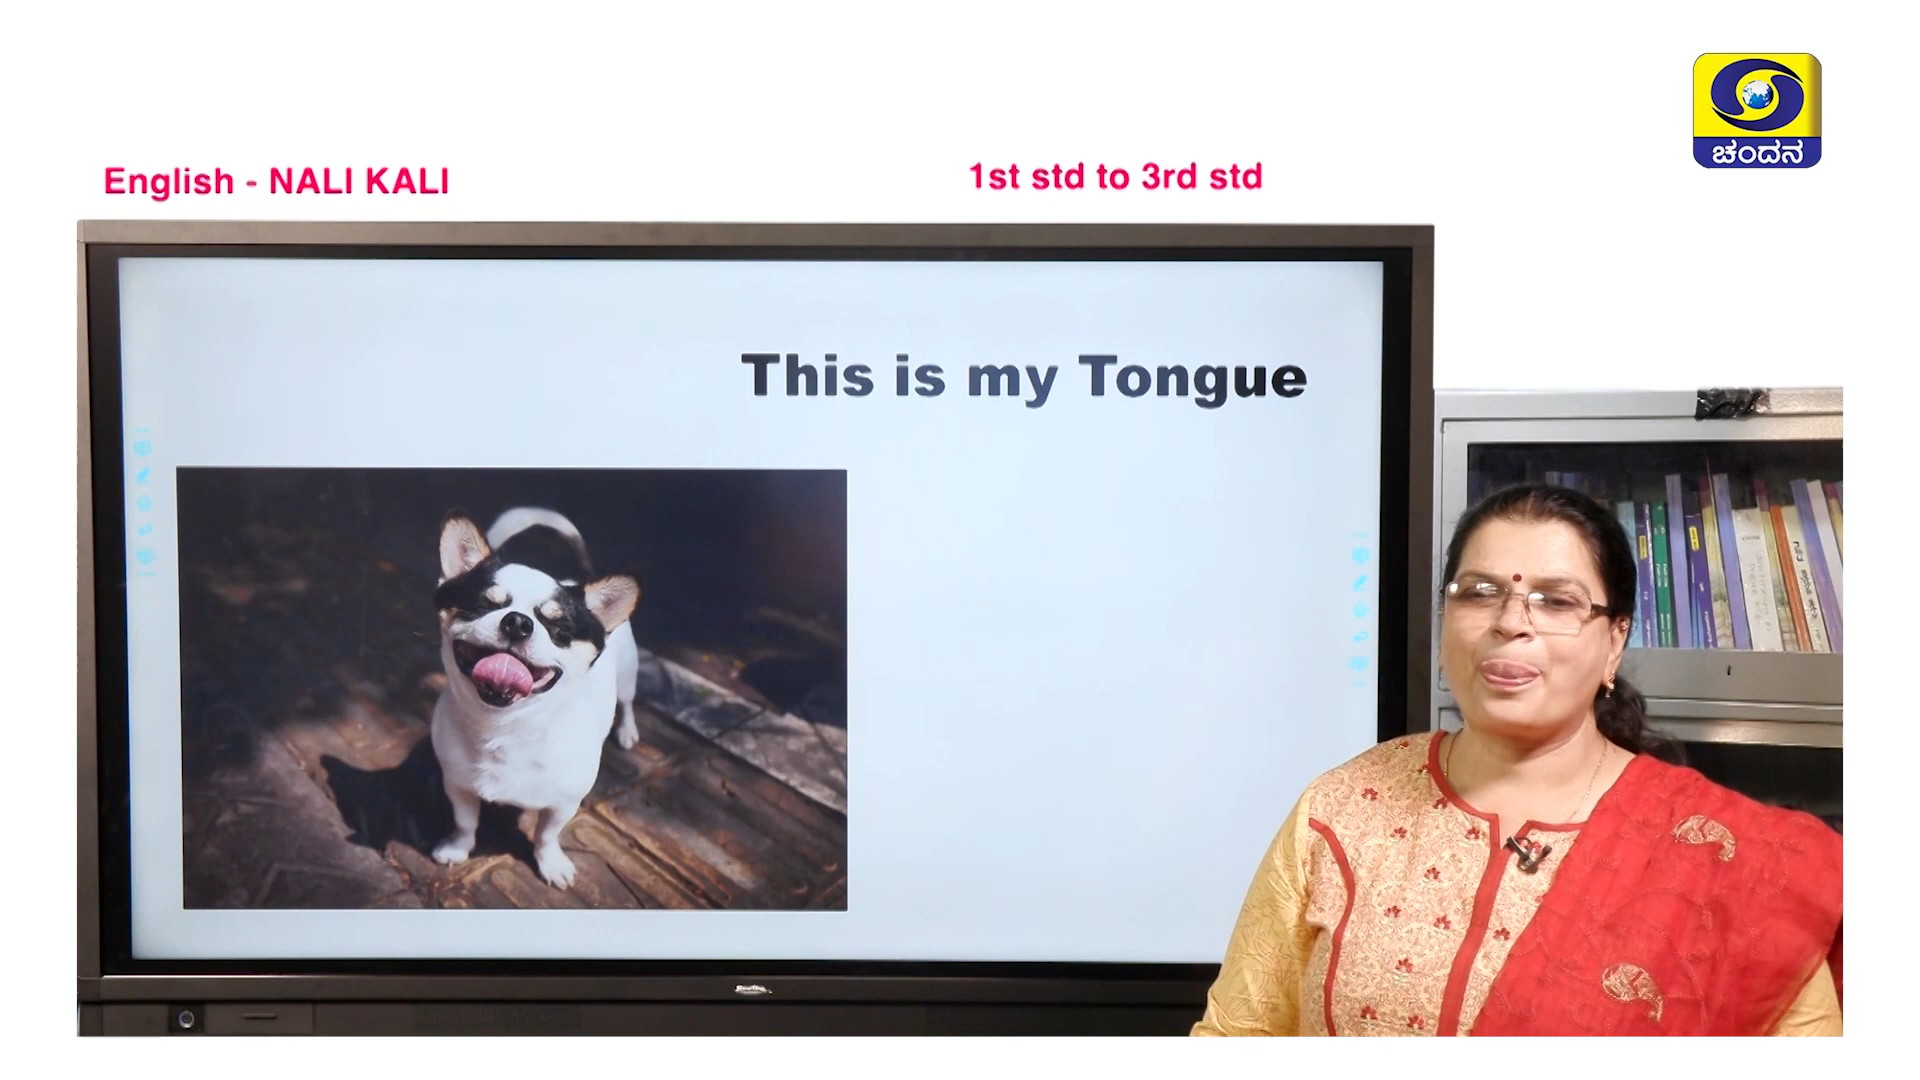 ಚಂದನ
English - NALI KALI
1st std to 3rd std
This is my Tongue